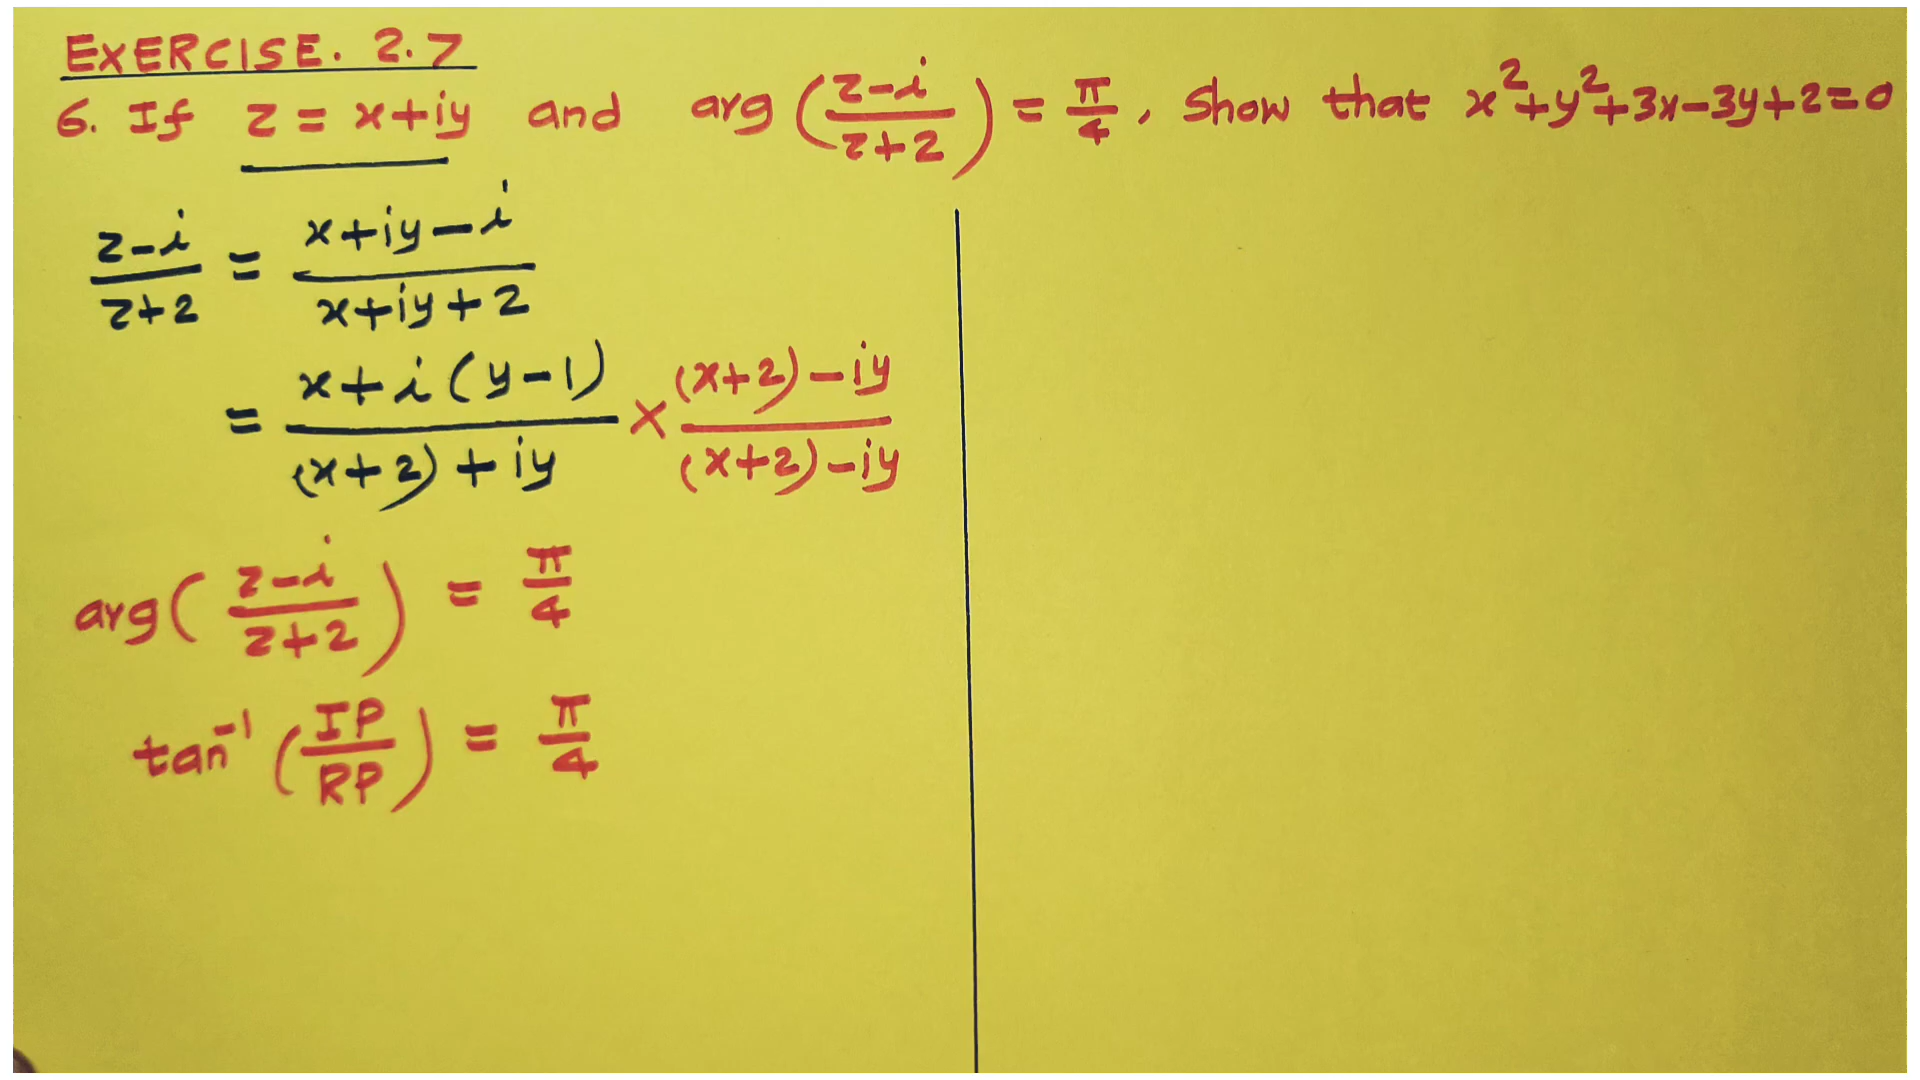 EXERCISE. 2.7
6. If z = x+iy and arg (z-i / z+2) = π/4, Show that x²+y²+3x-3y+2=0
z-i / z+2 = x+iy-i / x+iy+2
= x+i(y-1) / (x+2)+iy × (x+2)-iy / (x+2)-iy
arg(z-i / z+2) = π/4
tan⁻¹(IP / RP) = π/4